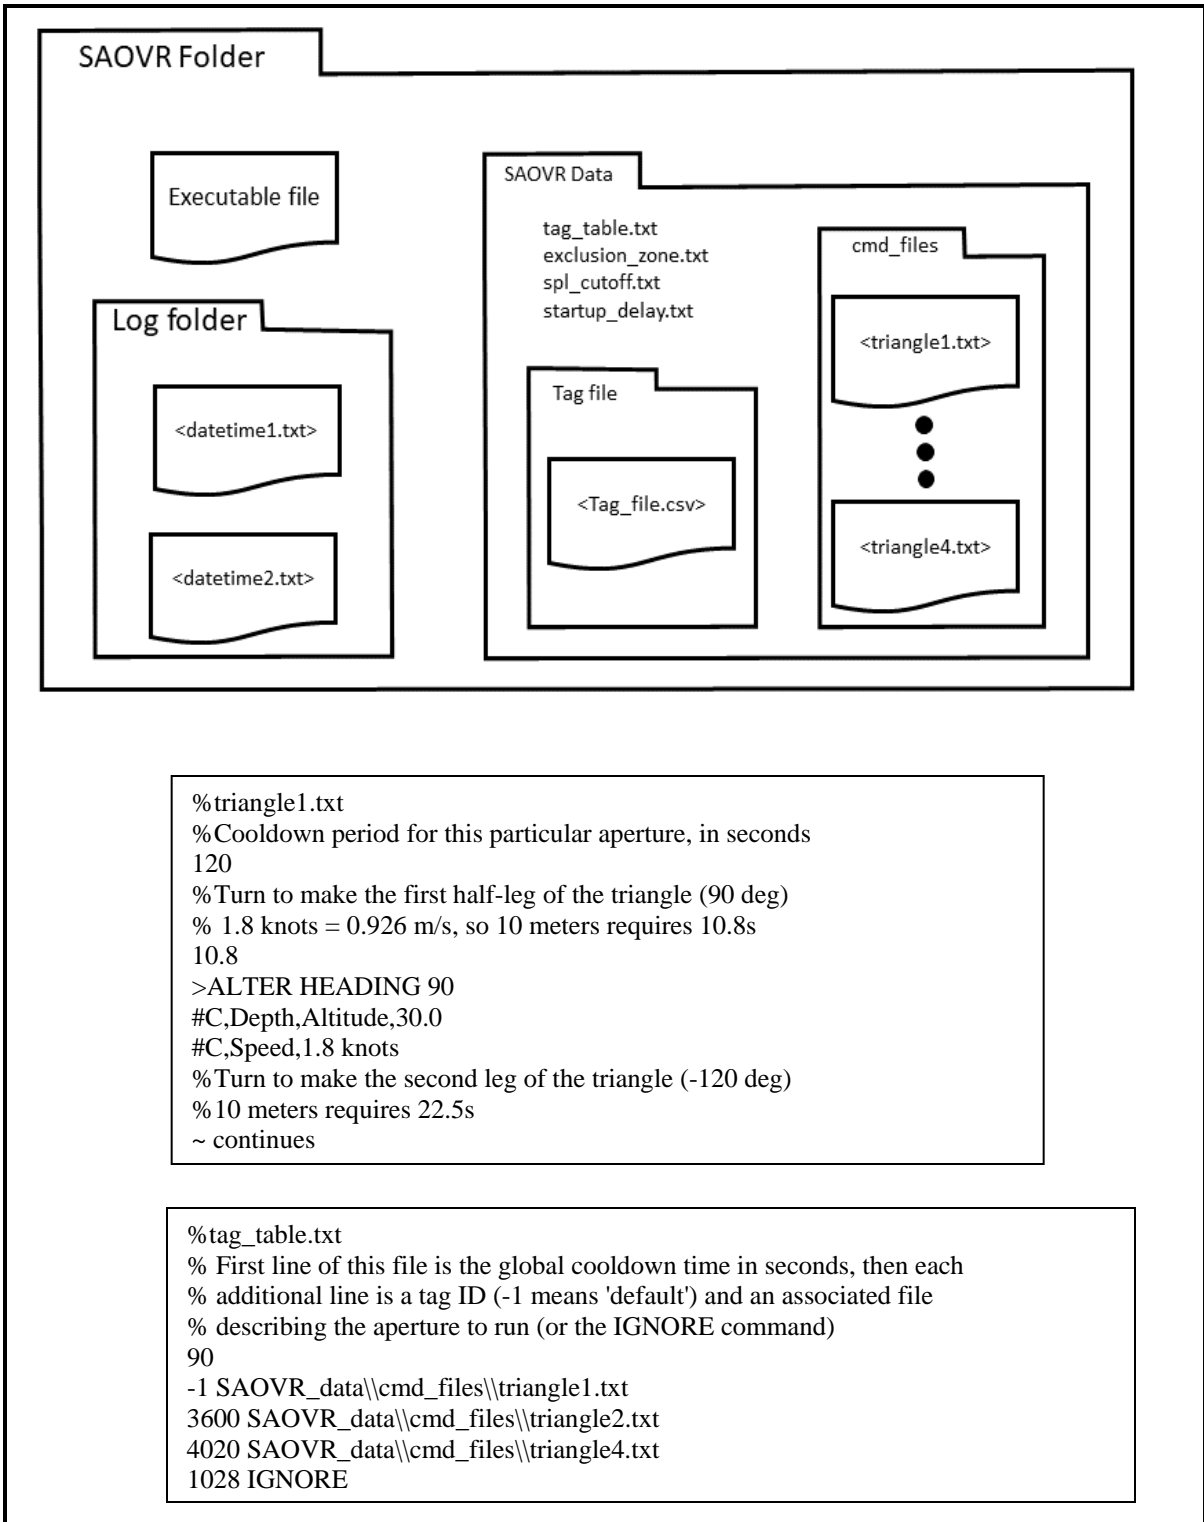 SAOVR Folder
Executable file
Log folder
<datetime1.txt>
<datetime2.txt>
SAOVR Data
tag_table.txt
exclusion_zone.txt
spl_cutoff.txt
startup_delay.txt
Tag file
<Tag_file.csv>
cmd_files
<triangle1.txt>
<triangle4.txt>
%triangle1.txt
%Cooldown period for this particular aperture, in seconds
120
%Turn to make the first half-leg of the triangle (90 deg)
% 1.8 knots = 0.926 m/s, so 10 meters requires 10.8s
10.8
>ALTER HEADING 90
#C,Depth,Altitude,30.0
#C,Speed,1.8 knots
%Turn to make the second leg of the triangle (-120 deg)
%10 meters requires 22.5s
~ continues
%tag_table.txt
% First line of this file is the global cooldown time in seconds, then each
% additional line is a tag ID (-1 means 'default') and an associated file
% describing the aperture to run (or the IGNORE command)
90
-1 SAOVR_data\\cmd_files\\triangle1.txt
3600 SAOVR_data\\cmd_files\\triangle2.txt
4020 SAOVR_data\\cmd_files\\triangle4.txt
1028 IGNORE